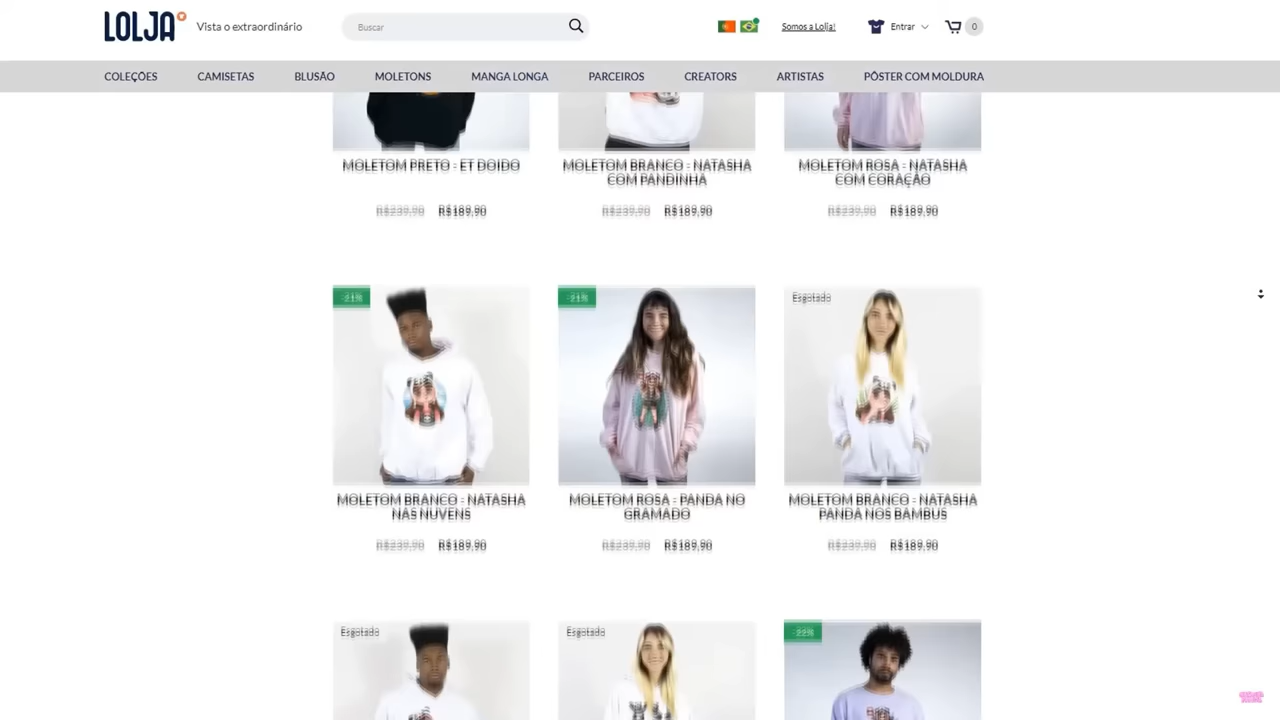 LOLJA
Vista o extraordinário
Buscar
Somos a Lolja!
Entrar
0
COLEÇÕES
CAMISETAS
BLUSÃO
MOLETONS
MANGA LONGA
PARCEIROS
CREATORS
ARTISTAS
PÔSTER COM MOLDURA
MOLETOM PRETO - ET DOIDO
R$239,90 R$189,90
MOLETOM BRANCO - NATASHA
COM PANDINHA
R$239,90 R$189,90
MOLETOM ROSA - NATASHA
COM CORAÇÃO
R$239,90 R$189,90
-21%
MOLETOM BRANCO - NATASHA
NAS NUVENS
R$239,90 R$189,90
-21%
MOLETOM ROSA - PANDA NO
GRAMADO
R$239,90 R$189,90
Esgotado
MOLETOM BRANCO - NATASHA
PANDA NOS BAMBUS
R$239,90 R$189,90
Esgotado
Esgotado
-22%